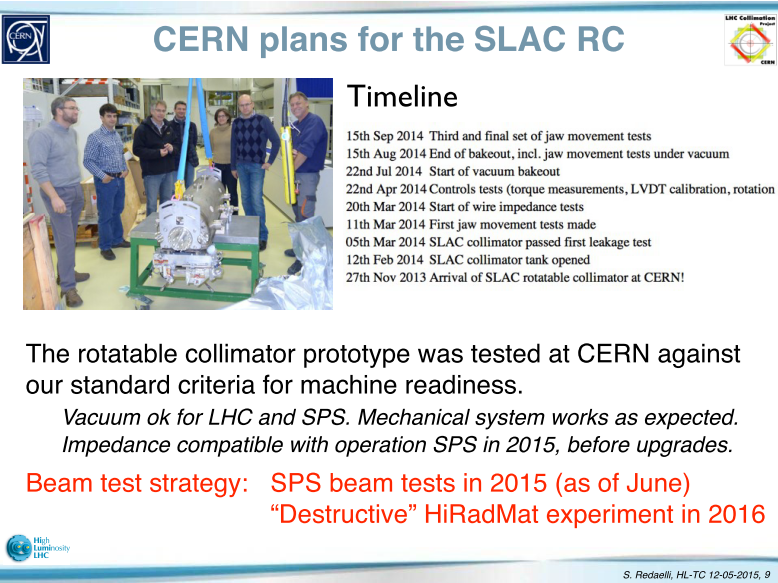 CERN
CERN plans for the SLAC RC
LHC Collimation
Project
CERN
Timeline
15th Sep 2014 Third and final set of jaw movement tests
15th Aug 2014 End of bakeout, incl. jaw movement tests under vacuum
22nd Jul 2014 Start of vacuum bakeout
22nd Apr 2014 Controls tests (torque measurements, LVDT calibration, rotation
20th Mar 2014 Start of wire impedance tests
11th Mar 2014 First jaw movement tests made
05th Mar 2014 SLAC collimator passed first leakage test
12th Feb 2014 SLAC collimator tank opened
27th Nov 2013 Arrival of SLAC rotatable collimator at CERN!
The rotatable collimator prototype was tested at CERN against
our standard criteria for machine readiness.
Vacuum ok for LHC and SPS. Mechanical system works as expected.
Impedance compatible with operation SPS in 2015, before upgrades.
Beam test strategy: SPS beam tests in 2015 (as of June)
“Destructive” HiRadMat experiment in 2016
High
Luminosity
LHC
S. Redaelli, HL-TC 12-05-2015, 9